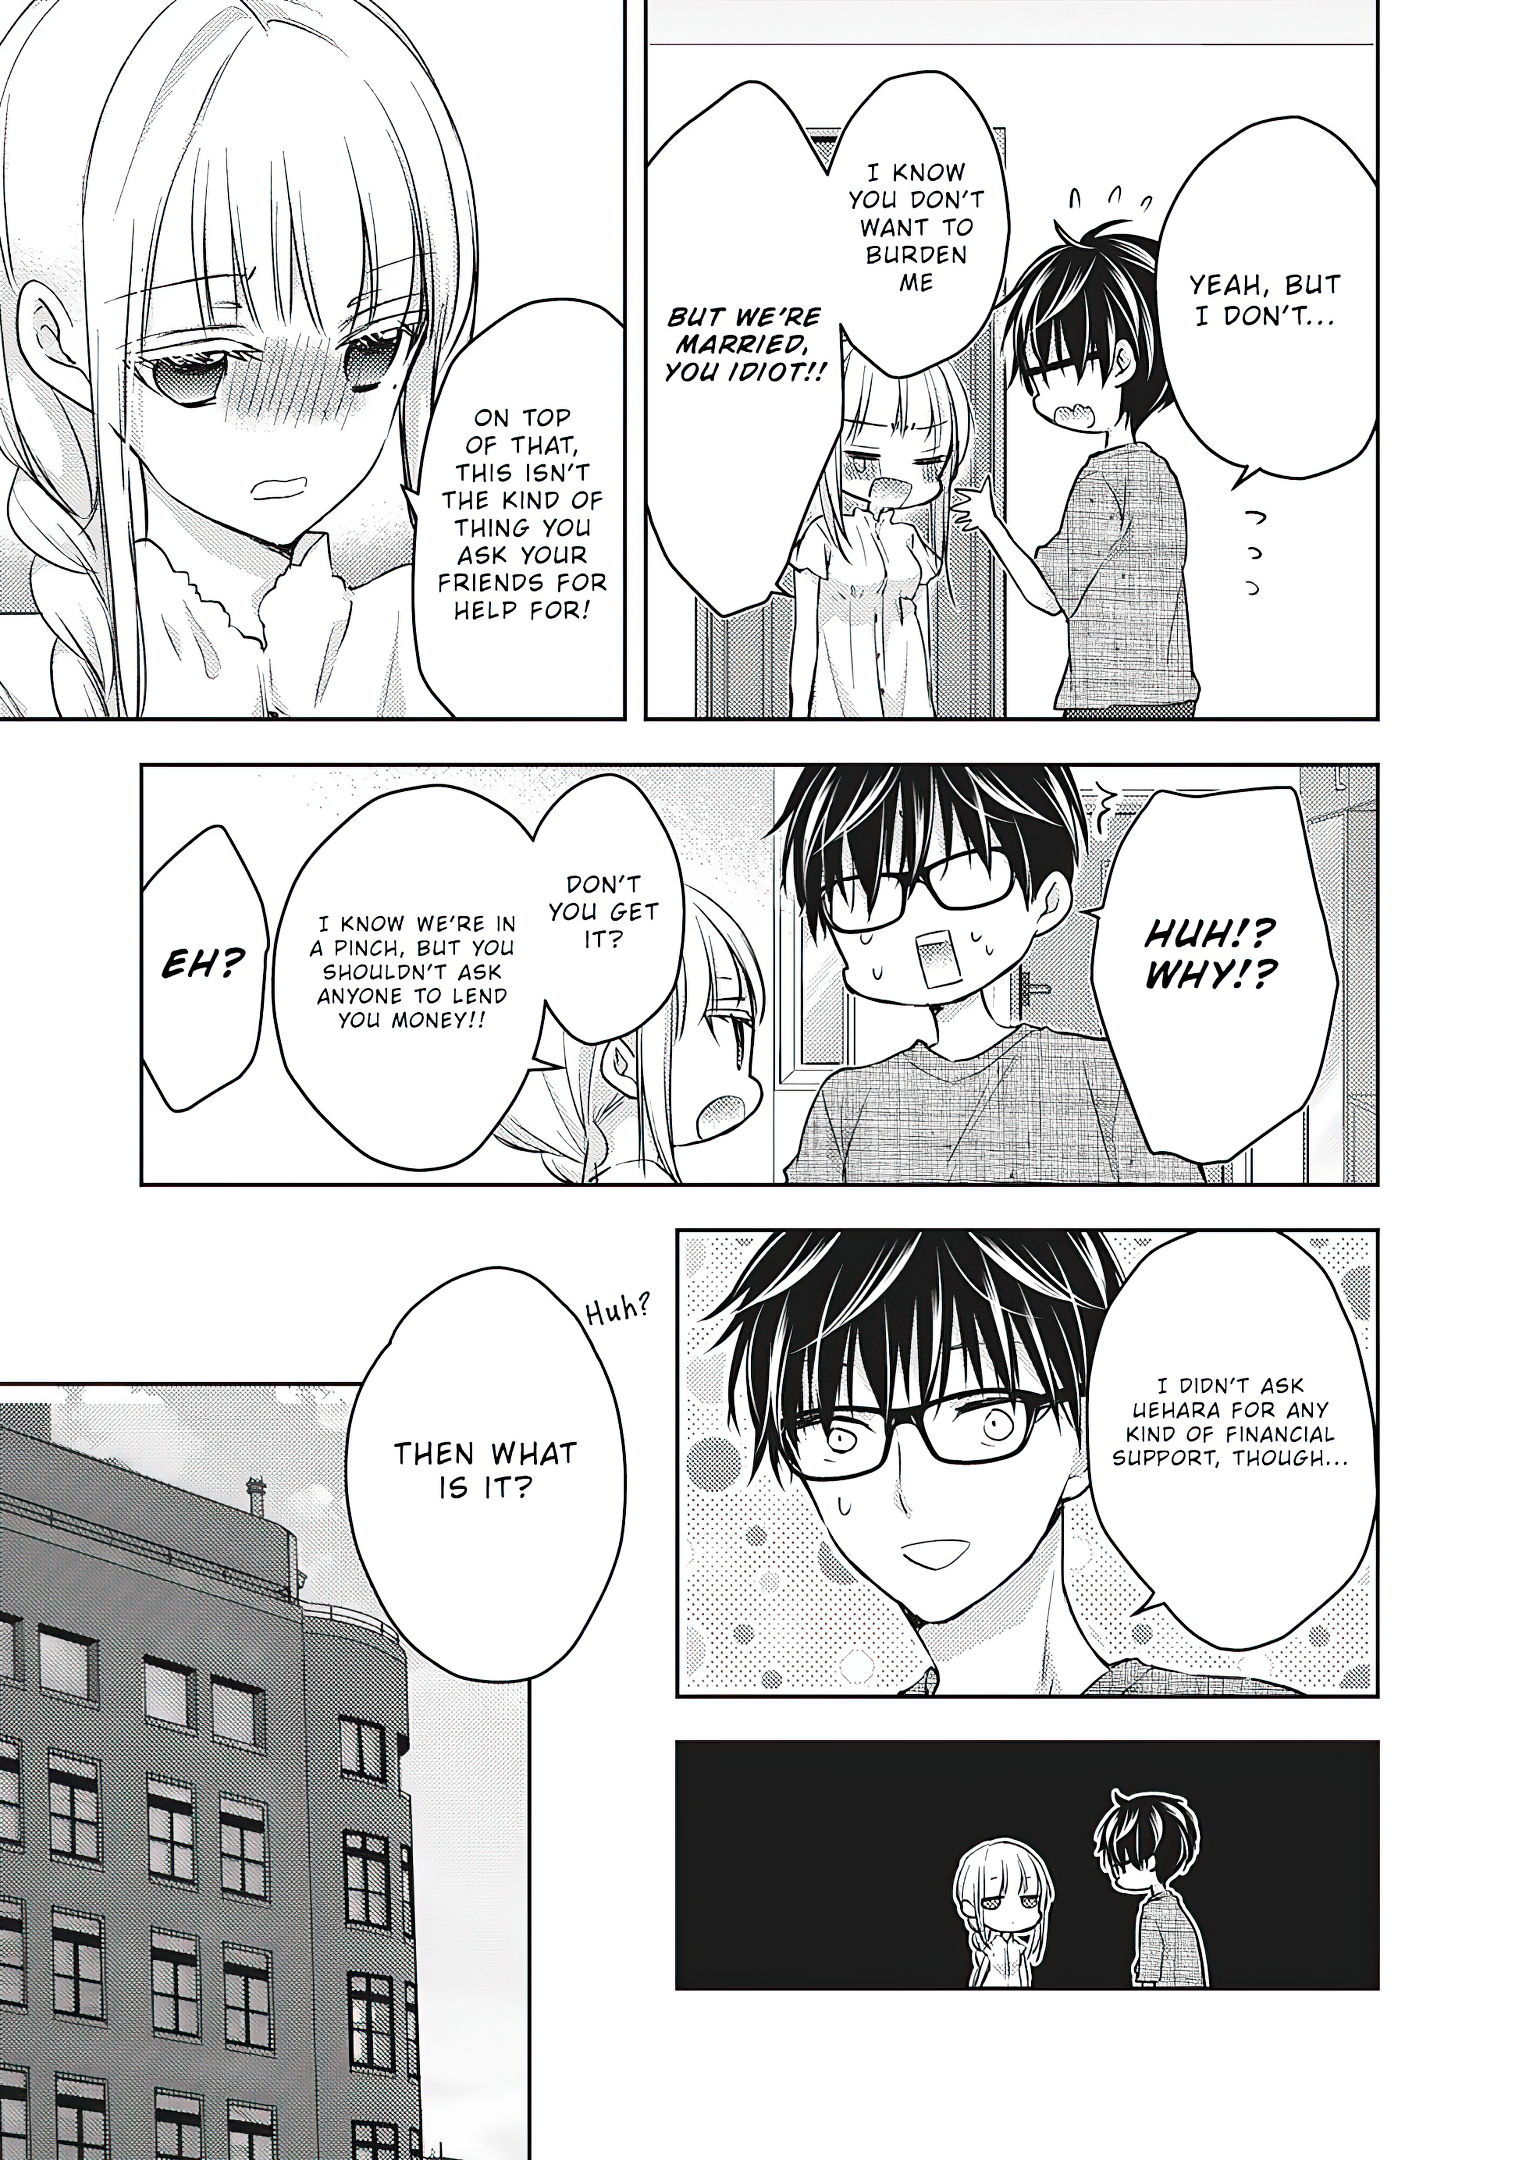 YEAH, BUT
I DON'T...
I KNOW
YOU DON'T
WANT TO
BURDEN
ME
BUT WE'RE
MARRIED,
YOU IDIOT!!
ON TOP
OF THAT,
THIS ISN'T
THE KIND OF
THING YOU
ASK YOUR
FRIENDS FOR
HELP FOR!
HUH!?
WHY!?
DON'T
YOU GET
IT?
I KNOW WE'RE IN
A PINCH, BUT YOU
SHOULDN'T ASK
ANYONE TO LEND
YOU MONEY!!
EH?
I DIDN'T ASK
UEHARA FOR ANY
KIND OF FINANCIAL
SUPPORT, THOUGH...
Huh?
THEN WHAT
IS IT?